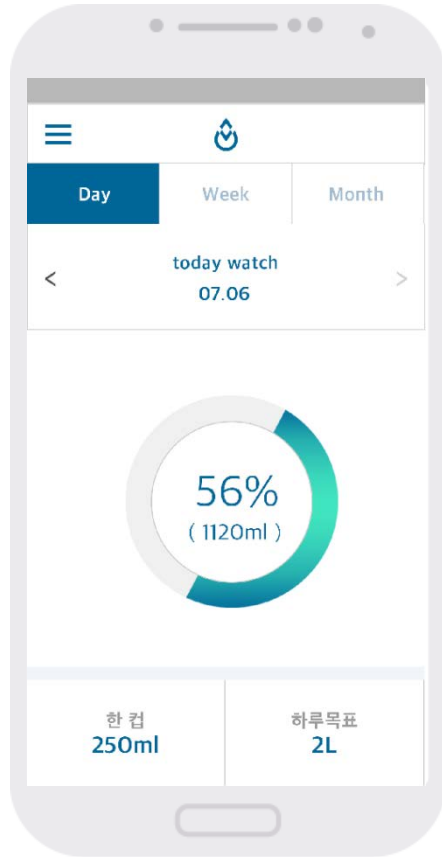 Day
Week
Month
today watch
<
07.06
>
56%
( 1120ml )
한 컵
250ml
하루목표
2L